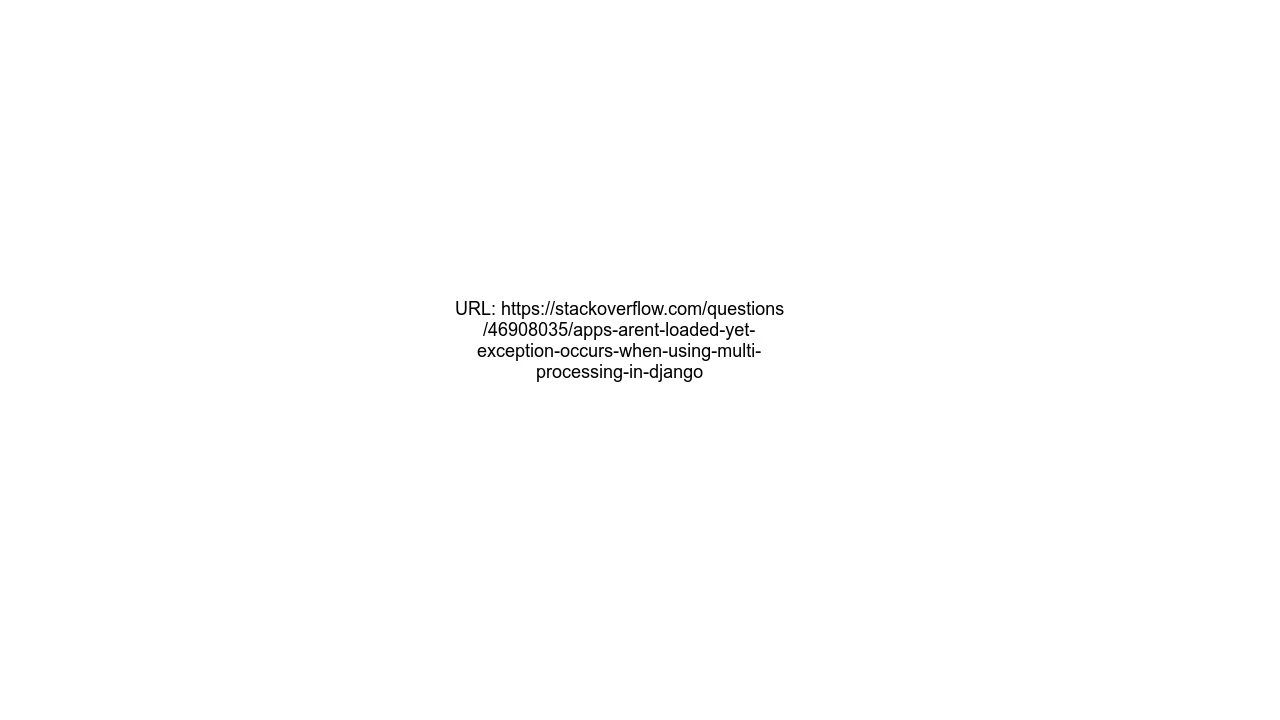 URL: https://stackoverflow.com/questions
/46908035/apps-arent-loaded-yet-
exception-occurs-when-using-multi-
processing-in-django